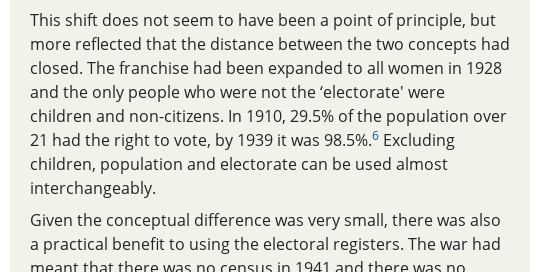 This shift does not seem to have been a point of principle, but
more reflected that the distance between the two concepts had
closed. The franchise had been expanded to all women in 1928
and the only people who were not the ‘electorate' were
children and non-citizens. In 1910, 29.5% of the population over
21 had the right to vote, by 1939 it was 98.5%.6 Excluding
children, population and electorate can be used almost
interchangeably.
Given the conceptual difference was very small, there was also
a practical benefit to using the electoral registers. The war had
meant that there was no census in 1941 and there was no